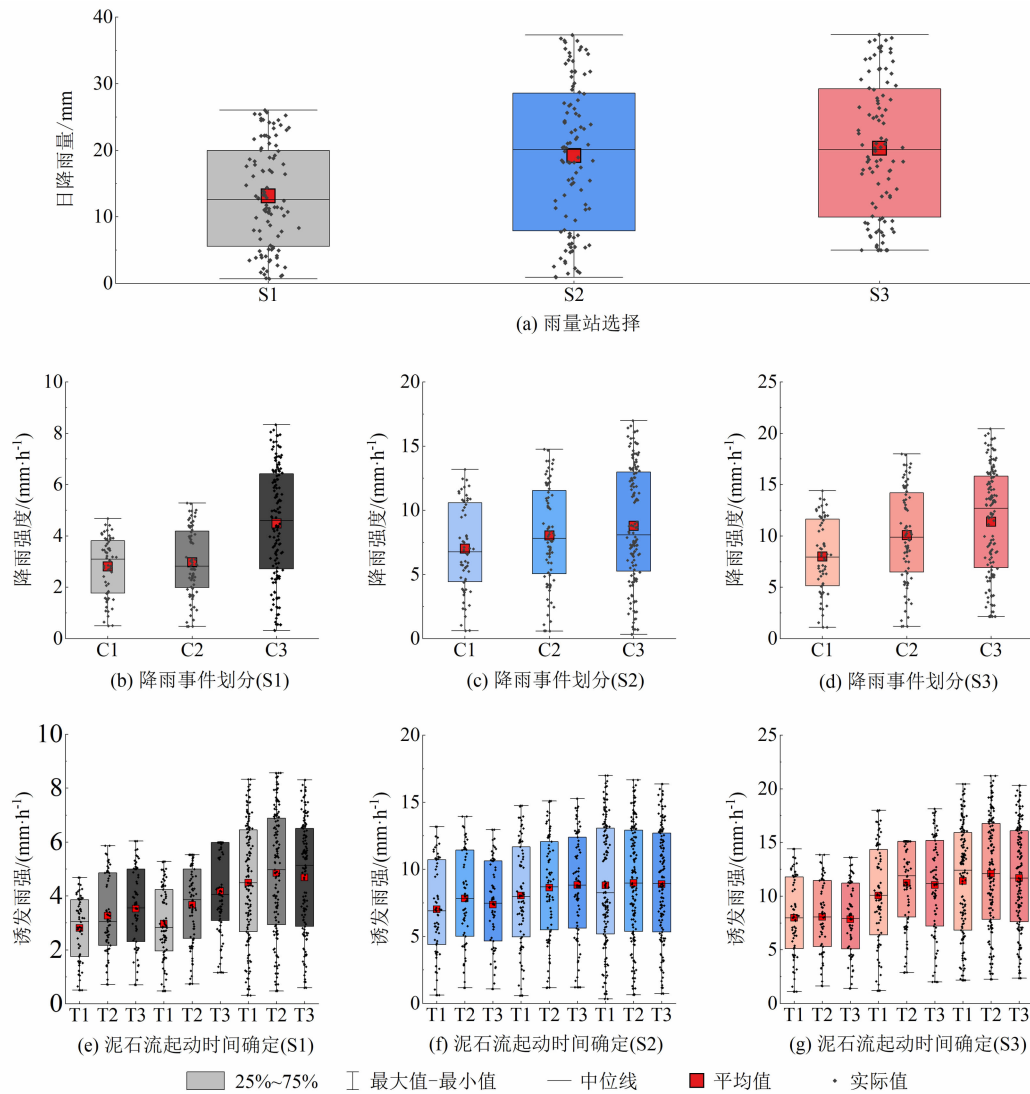 40
30
20
10
0
日降雨量/mm
S1 S2 S3
(a) 雨量站选择
10
8
6
4
2
0
降雨强度/(mm·h⁻¹)
C1 C2 C3
(b) 降雨事件划分(S1)
20
15
10
5
0
降雨强度/(mm·h⁻¹)
C1 C2 C3
(c) 降雨事件划分(S2)
25
20
15
10
5
0
降雨强度/(mm·h⁻¹)
C1 C2 C3
(d) 降雨事件划分(S3)
10
8
6
4
2
0
诱发雨强/(mm·h⁻¹)
T1 T2 T3 T1 T2 T3 T1 T2 T3
(e) 泥石流起动时间确定(S1)
20
15
10
5
0
诱发雨强/(mm·h⁻¹)
T1 T2 T3 T1 T2 T3 T1 T2 T3
(f) 泥石流起动时间确定(S2)
25
20
15
10
5
0
诱发雨强/(mm·h⁻¹)
T1 T2 T3 T1 T2 T3 T1 T2 T3
(g) 泥石流起动时间确定(S3)
25%~75% 最大值-最小值 中位线 平均值 实际值